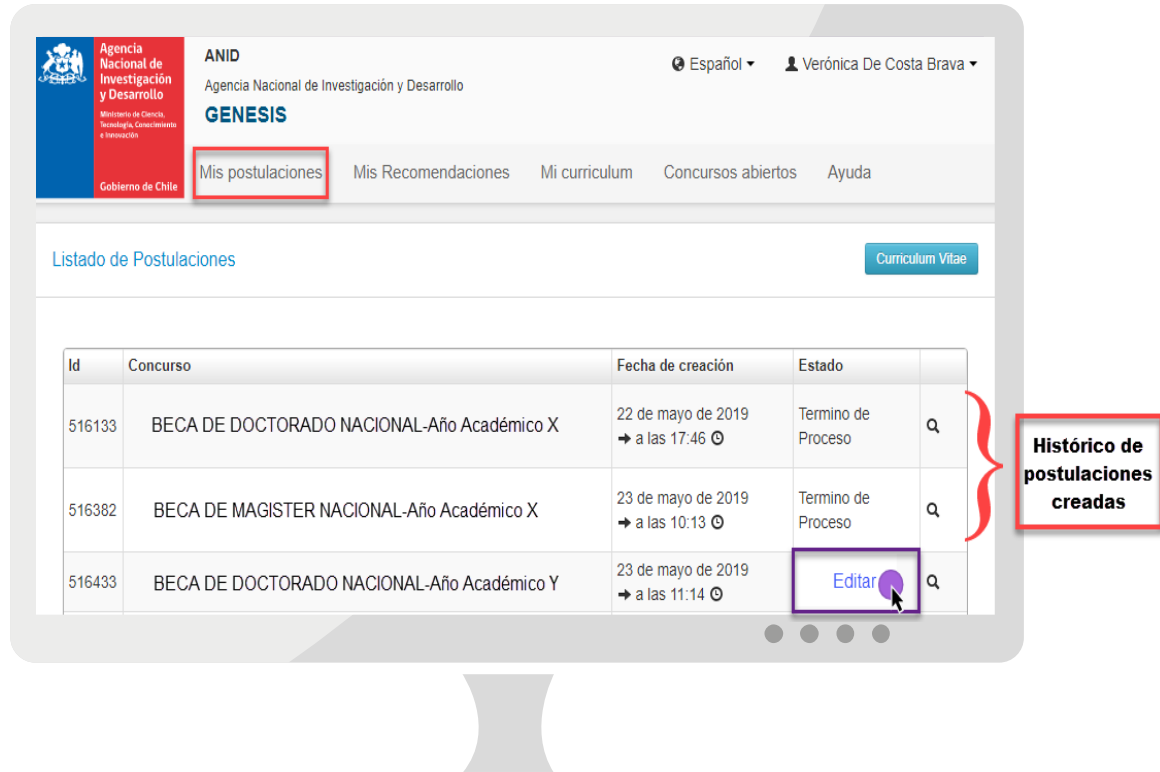 Agencia
Nacional de
Investigación
y Desarrollo
Ministerio de Ciencia,
Tecnología, Conocimiento
e Innovación
Gobierno de Chile
ANID
Agencia Nacional de Investigación y Desarrollo
GENESIS
Español
Verónica De Costa Brava
Mis postulaciones
Mis Recomendaciones
Mi curriculum
Concursos abiertos
Ayuda
Listado de Postulaciones
Curriculum Vitae
Id Concurso Fecha de creación Estado
516133 BECA DE DOCTORADO NACIONAL-Año Académico X
22 de mayo de 2019
➔ a las 17:46
Termino de
Proceso
516382 BECA DE MAGISTER NACIONAL-Año Académico X
23 de mayo de 2019
➔ a las 10:13
Termino de
Proceso
516433 BECA DE DOCTORADO NACIONAL-Año Académico Y
23 de mayo de 2019
➔ a las 11:14
Editar
Histórico de
postulaciones
creadas